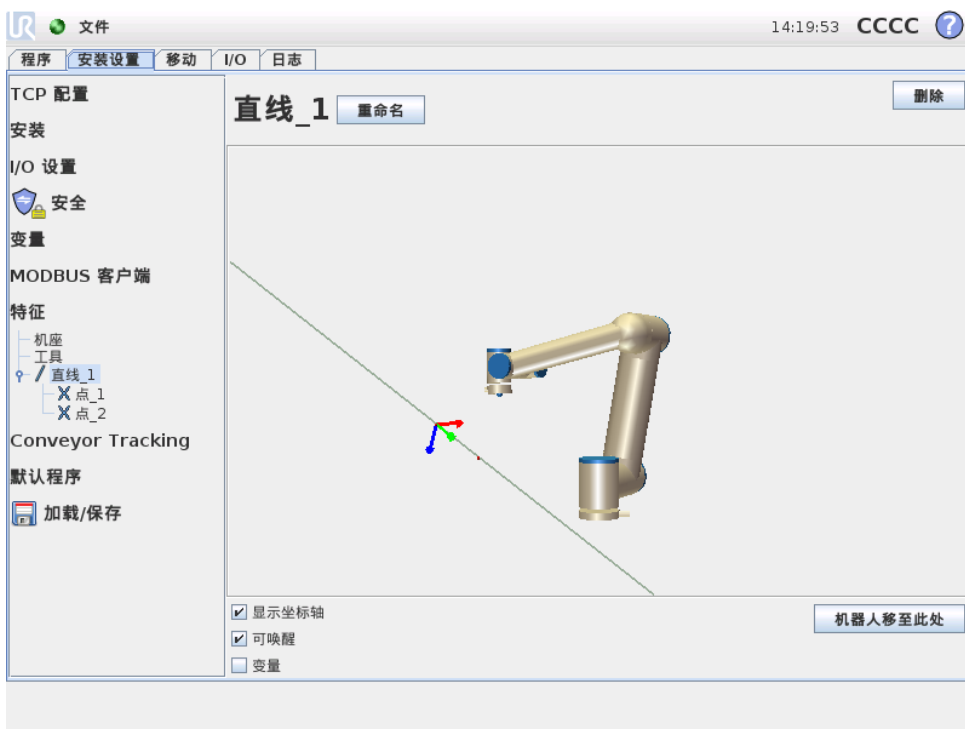 UR 文件 14:19:53 CCCC ?
程序 安装设置 移动 I/O 日志
TCP 配置
安装
I/O 设置
安全
变量
MODBUS 客户端
特征
机座
工具
直线_1
点_1
点_2
Conveyor Tracking
默认程序
加载/保存
直线_1 重命名 删除
显示坐标轴
可唤醒
变量
机器人移至此处